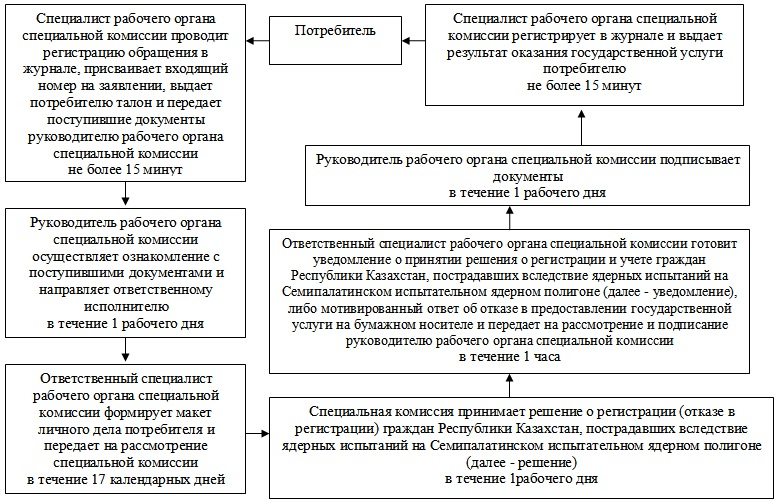 Потребитель
Специалист рабочего органа
специальной комиссии проводит
регистрацию обращения в
журнале, присваивает входящий
номер на заявлении, выдает
потребителю талон и передает
поступившие документы
руководителю рабочего органа
специальной комиссии
не более 15 минут
Руководитель рабочего органа
специальной комиссии
осуществляет ознакомление с
поступившими документами и
направляет ответственному
исполнителю
в течение 1 рабочего дня
Ответственный специалист
рабочего органа специальной
комиссии формирует макет
личного дела потребителя и
передает на рассмотрение
специальной комиссии
в течение 17 календарных дней
Специальная комиссия принимает решение о регистрации (отказе в
регистрации) граждан Республики Казахстан, пострадавших вследствие
ядерных испытаний на Семипалатинском испытательном ядерном полигоне
(далее - решение)
в течение 1рабочего дня
Ответственный специалист рабочего органа специальной комиссии готовит
уведомление о принятии решения о регистрации и учете граждан
Республики Казахстан, пострадавших вследствие ядерных испытаний на
Семипалатинском испытательном ядерном полигоне (далее - уведомление),
либо мотивированный ответ об отказе в предоставлении государственной
услуги на бумажном носителе и передает на рассмотрение и подписание
руководителю рабочего органа специальной комиссии
в течение 1 часа
Руководитель рабочего органа специальной комиссии подписывает
документы
в течение 1 рабочего дня
Специалист рабочего органа специальной
комиссии регистрирует в журнале и выдает
результат оказания государственной услуги
потребителю
не более 15 минут